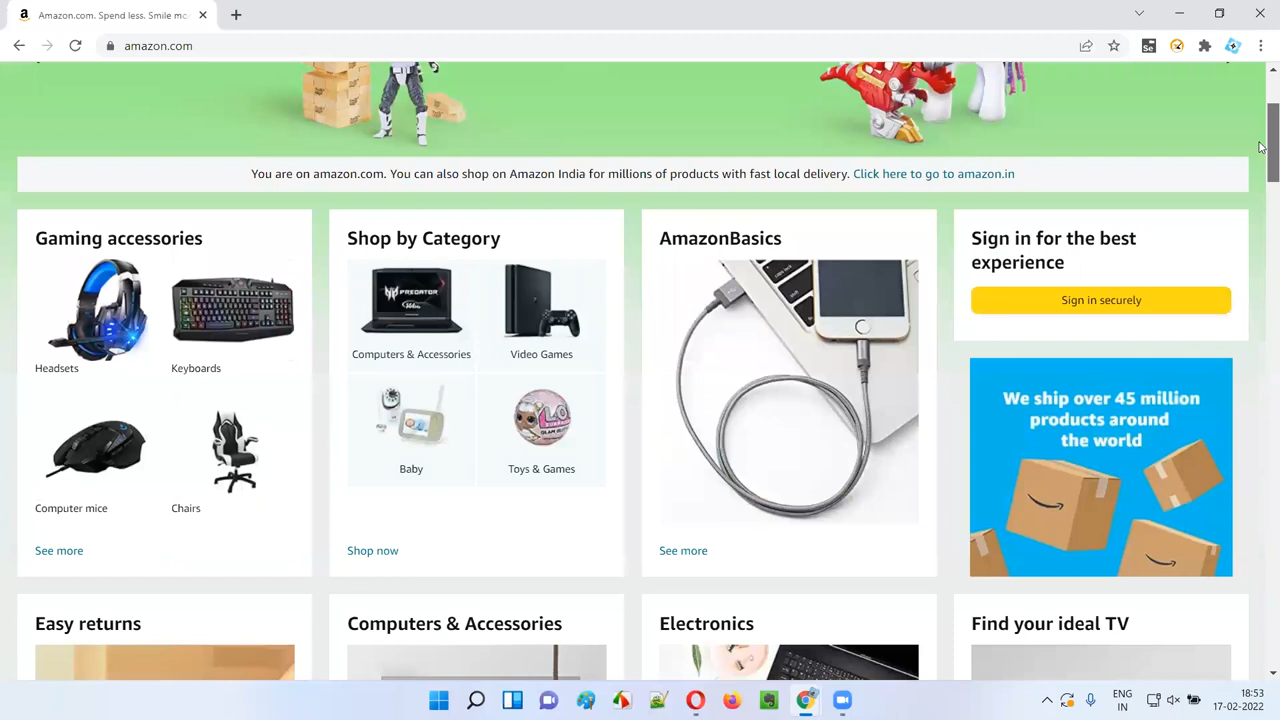 Amazon.com. Spend less. Smile mo
amazon.com
Se
You are on amazon.com. You can also shop on Amazon India for millions of products with fast local delivery. Click here to go to amazon.in
Gaming accessories
Headsets
Keyboards
Computer mice
Chairs
See more
Shop by Category
PREDATOR
Computers & Accessories
Video Games
Baby
Toys & Games
Shop now
AmazonBasics
See more
Sign in for the best
experience
Sign in securely
We ship over 45 million
products around
the world
Easy returns
Computers & Accessories
Electronics
Find your ideal TV
ENG
IN
18:53
17-02-2022